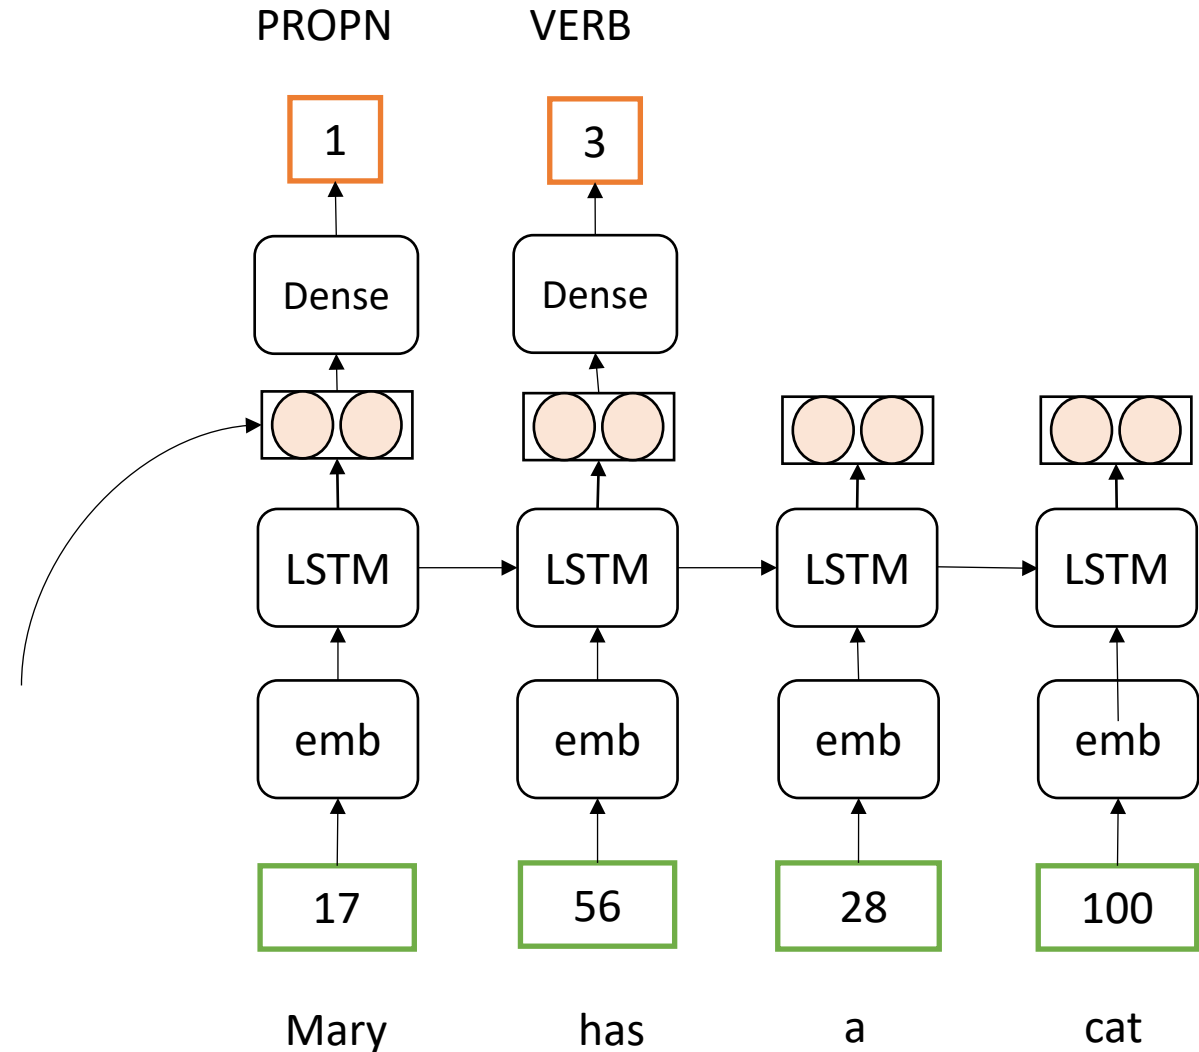 PROPN VERB
1 3
Dense Dense
LSTM LSTM LSTM LSTM
emb emb emb emb
17 56 28 100
Mary has a cat